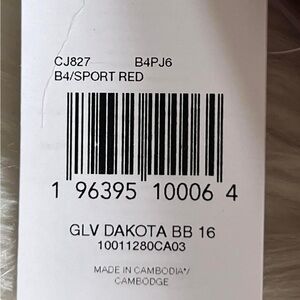 CJ827 B4PJ6
B4/SPORT RED
1 96395 10006 4
GLV DAKOTA BB 16
10011280CA03
MADE IN CAMBODIA*/
CAMBODGE